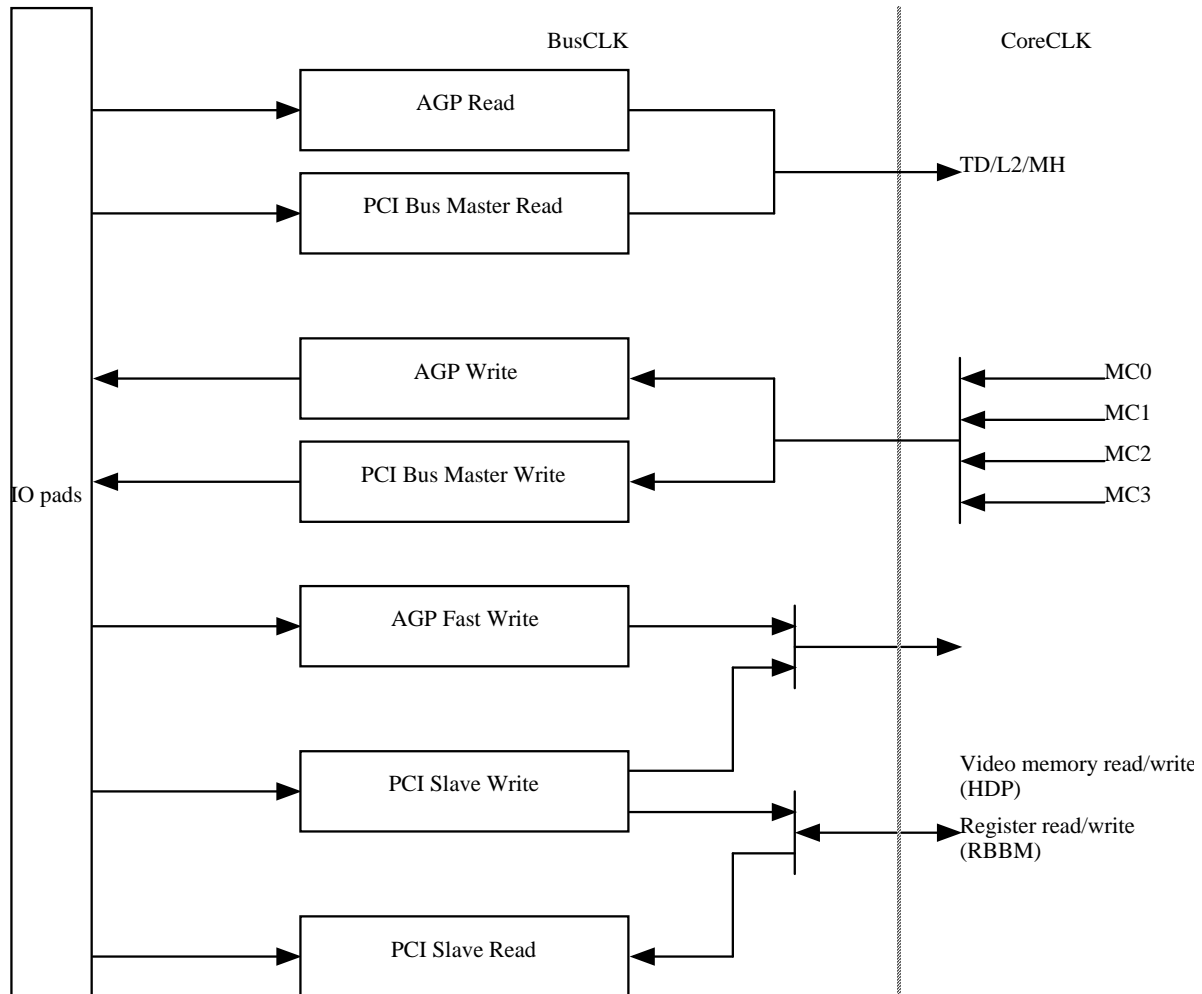 BusCLK
CoreCLK
AGP Read
TD/L2/MH
PCI Bus Master Read
AGP Write
MC0
MC1
PCI Bus Master Write
MC2
MC3
IO pads
AGP Fast Write
PCI Slave Write
Video memory read/write
(HDP)
Register read/write
(RBBM)
PCI Slave Read